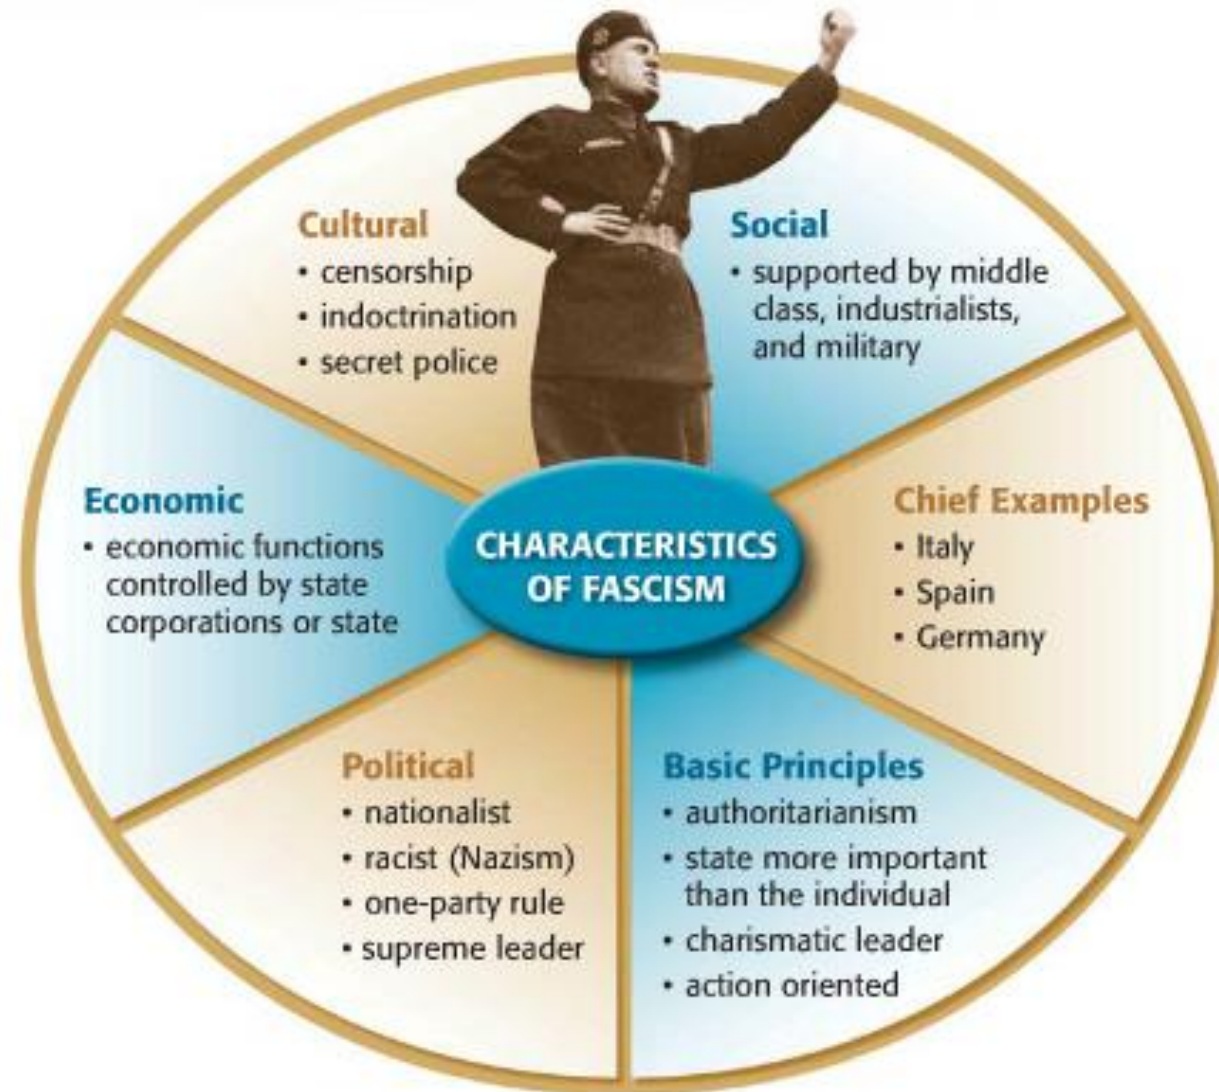 Cultural
• censorship
• indoctrination
• secret police
Social
• supported by middle
class, industrialists,
and military
Economic
• economic functions
controlled by state
corporations or state
CHARACTERISTICS
OF FASCISM
Chief Examples
• Italy
• Spain
• Germany
Political
• nationalist
• racist (Nazism)
• one-party rule
• supreme leader
Basic Principles
• authoritarianism
• state more important
than the individual
• charismatic leader
• action oriented